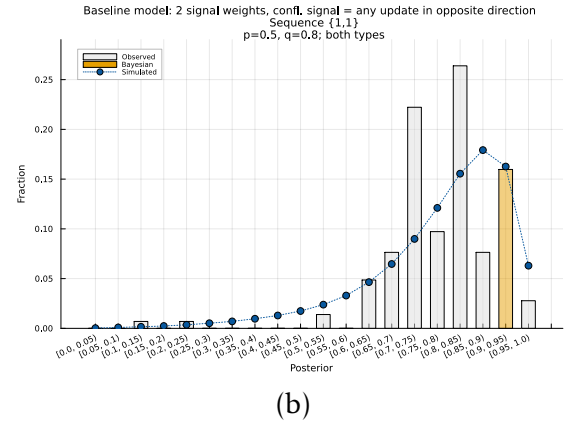 Baseline model: 2 signal weights, confl. signal = any update in opposite direction
Sequence {1,1}
p=0.5, q=0.8; both types
Observed
Bayesian
Simulated
0.25
0.20
0.15
0.10
0.05
0.00
Fraction
[0.0, 0.05)
[0.05, 0.1)
[0.1, 0.15)
[0.15, 0.2)
[0.2, 0.25)
[0.25, 0.3)
[0.3, 0.35)
[0.35, 0.4)
[0.4, 0.45)
[0.45, 0.5)
[0.5, 0.55)
[0.55, 0.6)
[0.6, 0.65)
[0.65, 0.7)
[0.7, 0.75)
[0.75, 0.8)
[0.8, 0.85)
[0.85, 0.9)
[0.9, 0.95)
[0.95, 1.0)
Posterior
(b)